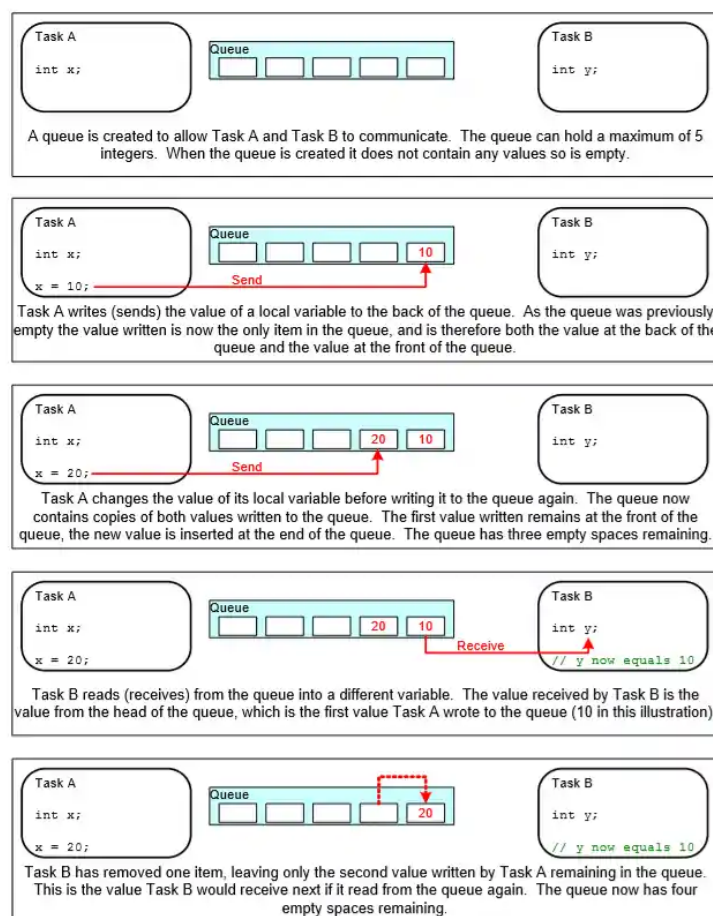 Task A
Queue
Task B
int x;
int y;
A queue is created to allow Task A and Task B to communicate. The queue can hold a maximum of 5
integers. When the queue is created it does not contain any values so is empty.
Task A
Queue
Task B
int x;
10
int y;
x = 10;
Send
Task A writes (sends) the value of a local variable to the back of the queue. As the queue was previously
empty the value written is now the only item in the queue, and is therefore both the value at the back of the
queue and the value at the front of the queue.
Task A
Queue
Task B
int x;
20 10
int y;
x = 20;
Send
Task A changes the value of its local variable before writing it to the queue again. The queue now
contains copies of both values written to the queue. The first value written remains at the front of the
queue, the new value is inserted at the end of the queue. The queue has three empty spaces remaining.
Task A
Queue
Task B
int x;
20 10
int y;
Receive
x = 20;
// y now equals 10
Task B reads (receives) from the queue into a different variable. The value received by Task B is the
value from the head of the queue, which is the first value Task A wrote to the queue (10 in this illustration)
Task A
Queue
Task B
int x;
20
int y;
x = 20;
// y now equals 10
Task B has removed one item, leaving only the second value written by Task A remaining in the queue.
This is the value Task B would receive next if it read from the queue again. The queue now has four
empty spaces remaining.